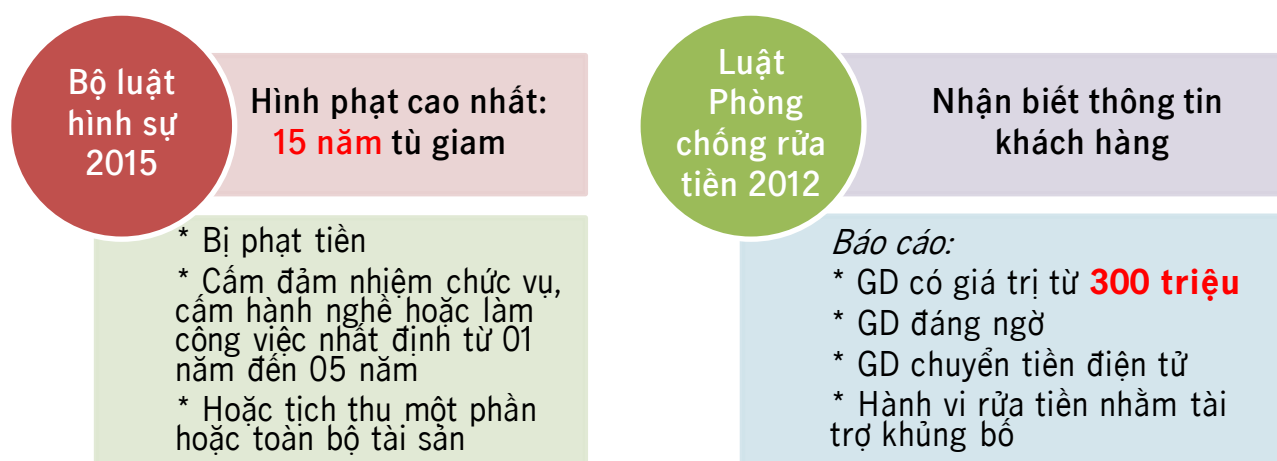 Bộ luật
hình sự
2015
Hình phạt cao nhất:
15 năm tù giam
* Bị phạt tiền
* Cấm đảm nhiệm chức vụ,
cấm hành nghề hoặc làm
công việc nhất định từ 01
năm đến 05 năm
* Hoặc tịch thu một phần
hoặc toàn bộ tài sản
Luật
Phòng
chống rửa
tiền 2012
Nhận biết thông tin
khách hàng
Báo cáo:
* GD có giá trị từ 300 triệu
* GD đáng ngờ
* GD chuyển tiền điện tử
* Hành vi rửa tiền nhằm tài
trợ khủng bố